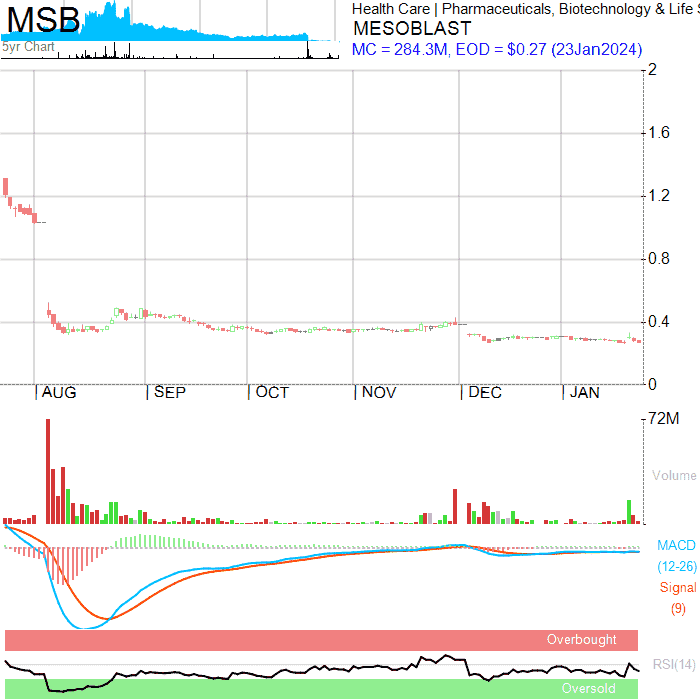 MSB
5yr Chart
Health Care | Pharmaceuticals, Biotechnology & Life S
MESOBLAST
MC = 284.3M, EOD = $0.27 (23Jan2024)
2
1.6
1.2
0.8
0.4
0
AUG
SEP
OCT
NOV
DEC
JAN
72M
Volume
MACD
(12-26)
Signal
(9)
Overbought
RSI(14)
Oversold